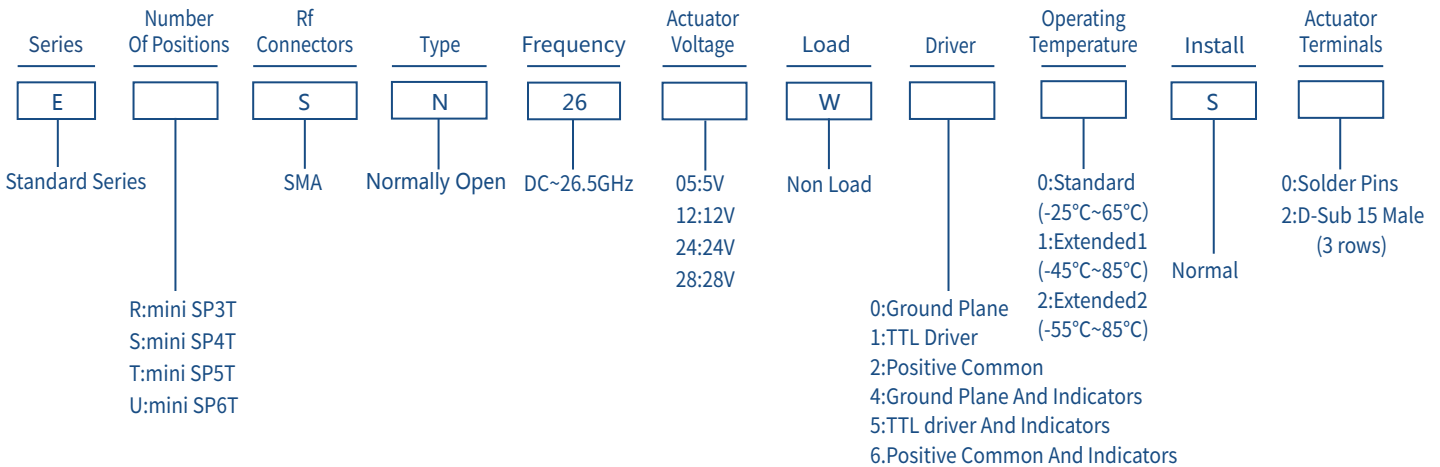 Series
Number
Of Positions
Rf
Connectors
Type
Frequency
Actuator
Voltage
Load
Driver
Operating
Temperature
Install
Actuator
Terminals
E
S
N
26
W
S
Standard Series
R:mini SP3T
S:mini SP4T
T:mini SP5T
U:mini SP6T
SMA
Normally Open
DC~26.5GHz
05:5V
12:12V
24:24V
28:28V
Non Load
0:Ground Plane
1:TTL Driver
2:Positive Common
4:Ground Plane And Indicators
5:TTL driver And Indicators
6.Positive Common And Indicators
0:Standard
(-25°C~65°C)
1:Extended1
(-45°C~85°C)
2:Extended2
(-55°C~85°C)
Normal
0:Solder Pins
2:D-Sub 15 Male
(3 rows)